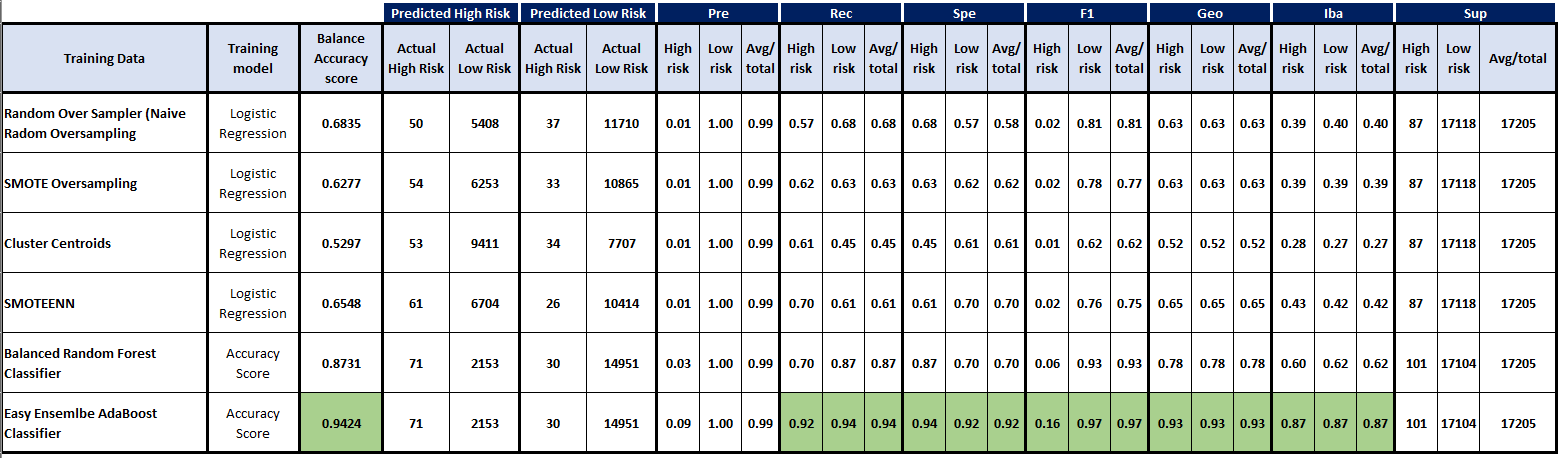 Predicted High Risk Predicted Low Risk Pre Rec Spe F1 Geo Iba Sup
Training Data Training model Balance Accuracy score Actual High Risk Actual Low Risk Actual High Risk Actual Low Risk High risk Low risk Avg/ total High risk Low risk Avg/ total High risk Low risk Avg/ total High risk Low risk Avg/ total High risk Low risk Avg/ total High risk Low risk Avg/ total High risk Low risk Avg/total
Random Over Sampler (Naive Radom Oversampling Logistic Regression 0.6835 50 5408 37 11710 0.01 1.00 0.99 0.57 0.68 0.68 0.68 0.57 0.58 0.02 0.81 0.81 0.63 0.63 0.63 0.39 0.40 0.40 87 17118 17205
SMOTE Oversampling Logistic Regression 0.6277 54 6253 33 10865 0.01 1.00 0.99 0.62 0.63 0.63 0.63 0.62 0.62 0.02 0.78 0.77 0.63 0.63 0.63 0.39 0.39 0.39 87 17118 17205
Cluster Centroids Logistic Regression 0.5297 53 9411 34 7707 0.01 1.00 0.99 0.61 0.45 0.45 0.45 0.61 0.61 0.01 0.62 0.62 0.52 0.52 0.52 0.28 0.27 0.27 87 17118 17205
SMOTEENN Logistic Regression 0.6548 61 6704 26 10414 0.01 1.00 0.99 0.70 0.61 0.61 0.61 0.70 0.70 0.02 0.76 0.75 0.65 0.65 0.65 0.43 0.42 0.42 87 17118 17205
Balanced Random Forest Classifier Accuracy Score 0.8731 71 2153 30 14951 0.03 1.00 0.99 0.70 0.87 0.87 0.87 0.70 0.70 0.06 0.93 0.93 0.78 0.78 0.78 0.60 0.62 0.62 101 17104 17205
Easy Ensemlbe AdaBoost Classifier Accuracy Score 0.9424 71 2153 30 14951 0.09 1.00 0.99 0.92 0.94 0.94 0.94 0.92 0.92 0.16 0.97 0.97 0.93 0.93 0.93 0.87 0.87 0.87 101 17104 17205